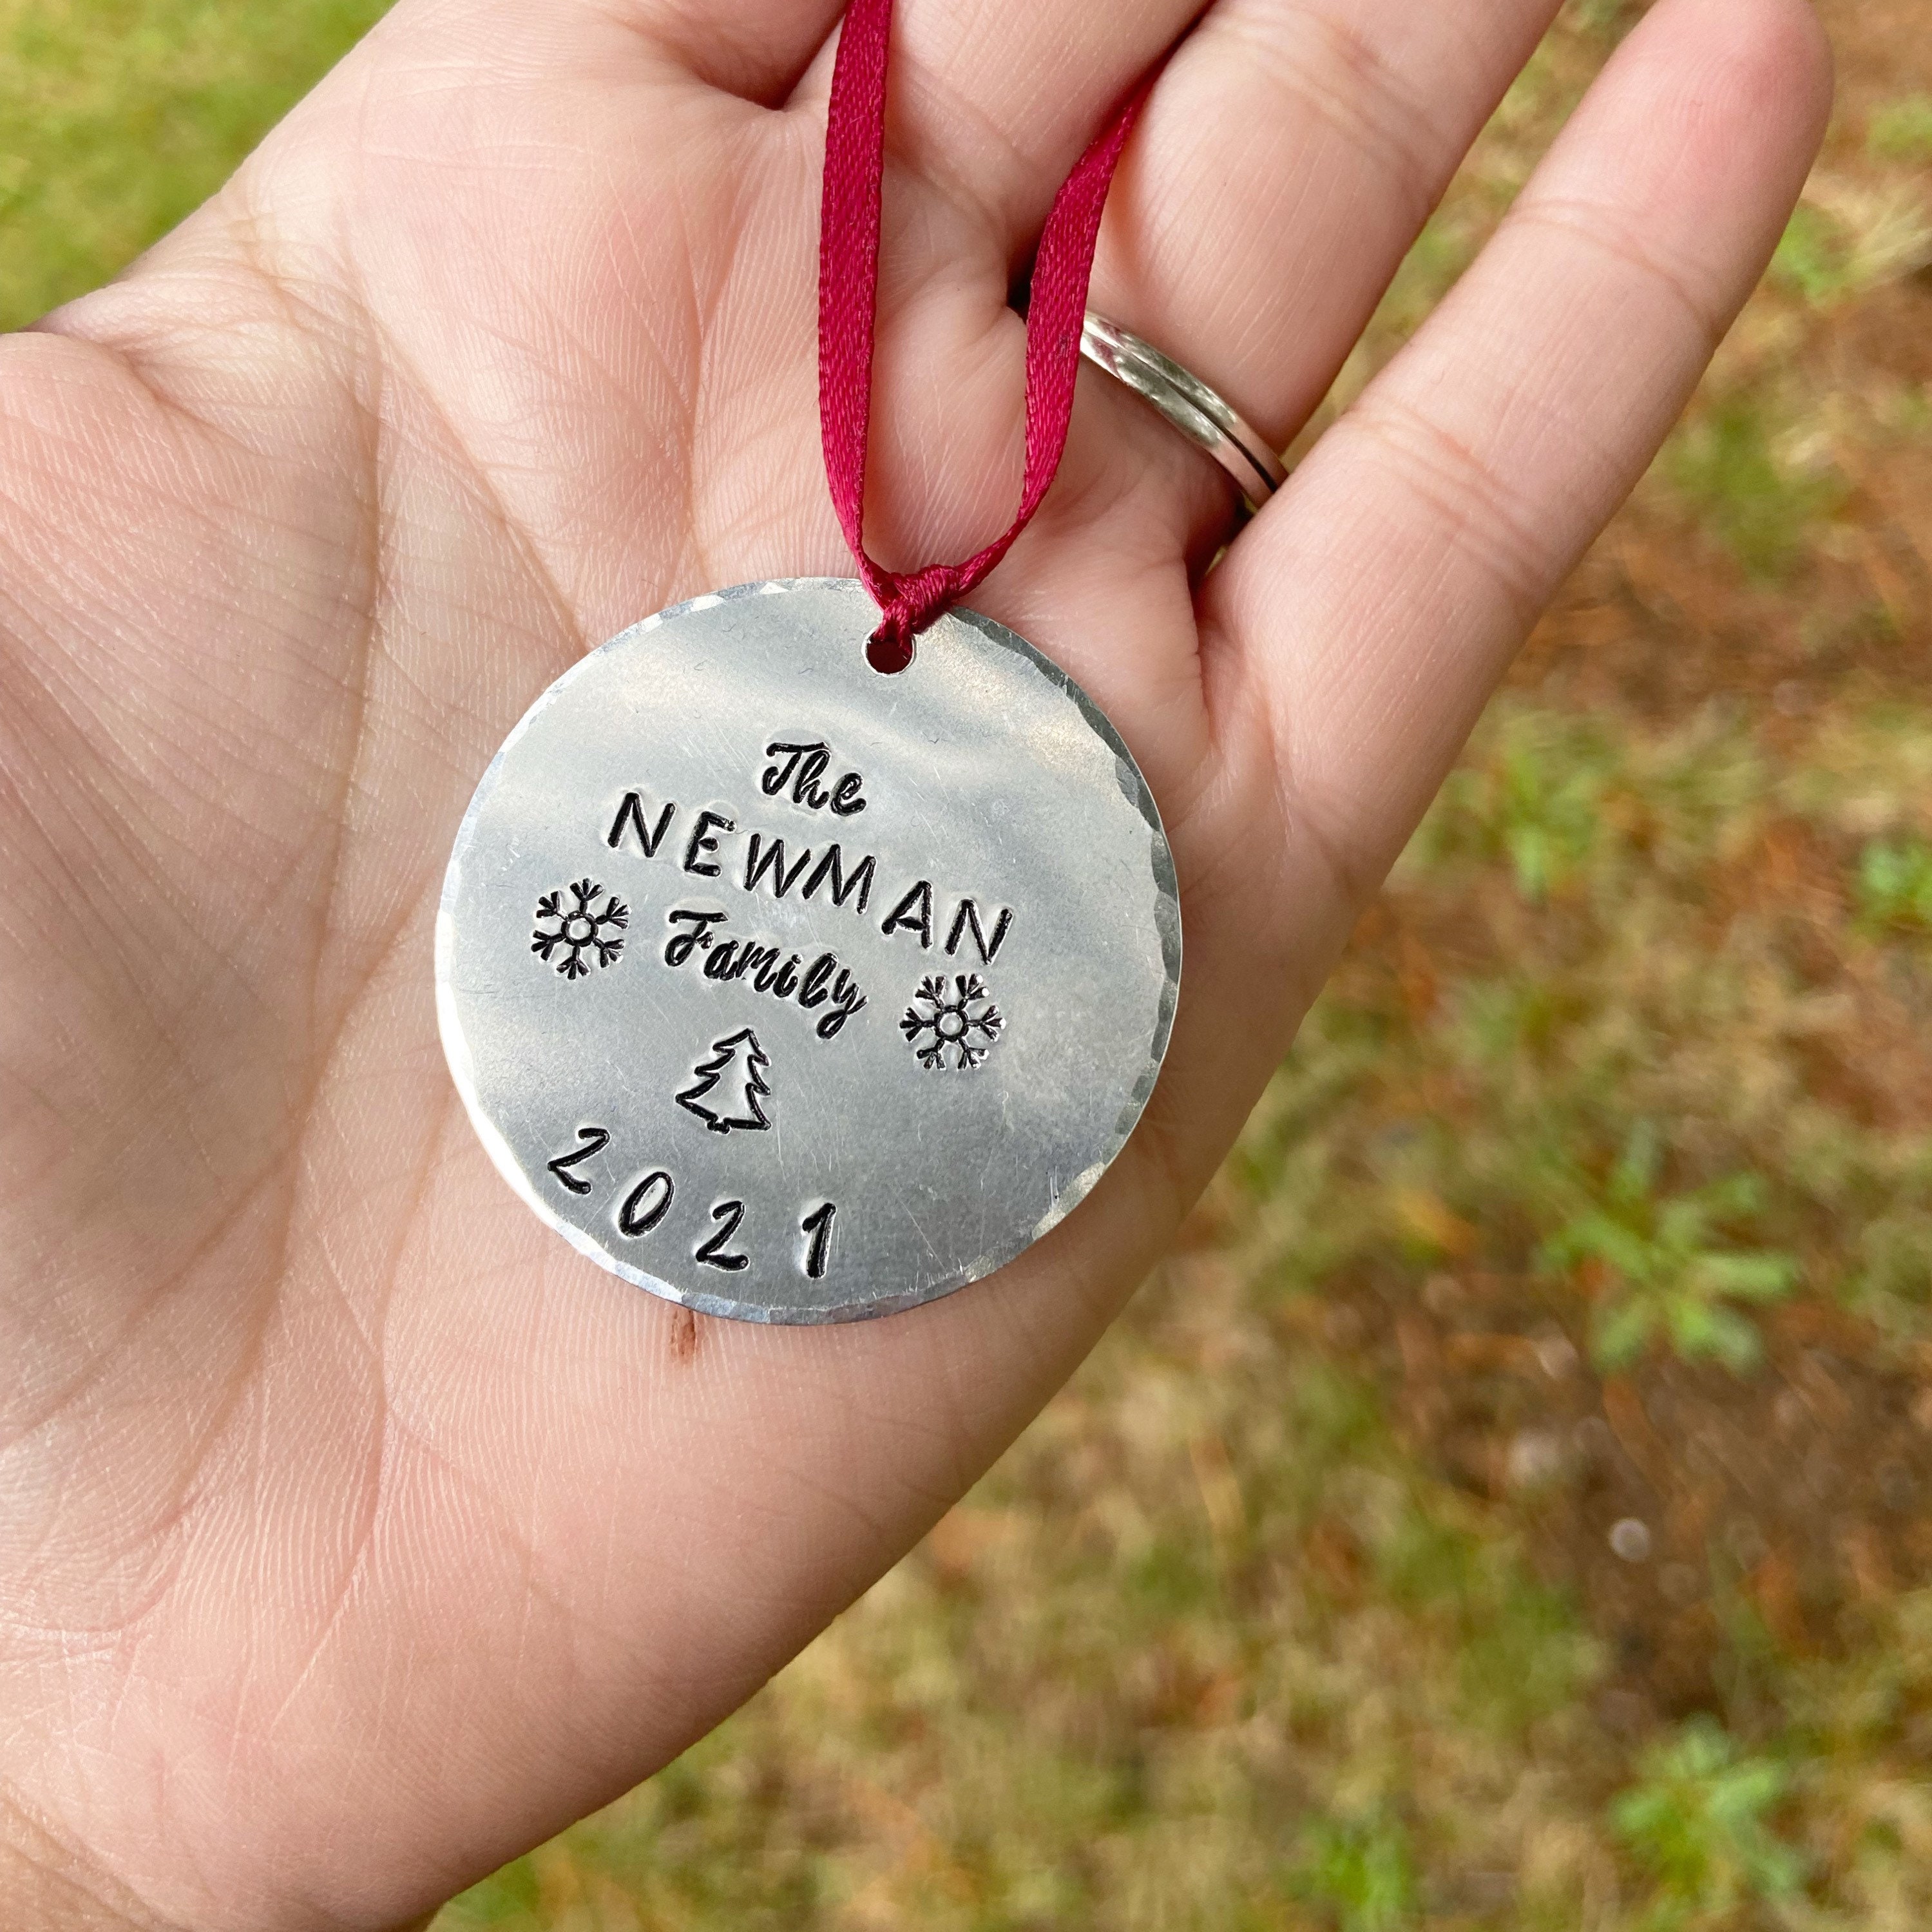 The
NEWMAN
Family
2021